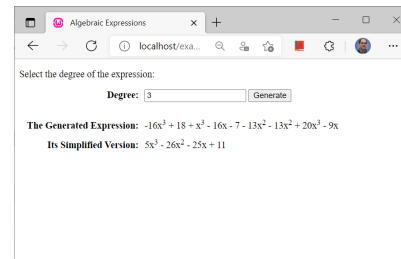 Algebraic Expressions
localhost/exa...
Select the degree of the expression:
Degree: 3 Generate
The Generated Expression: -16x³ + 18 + x³ - 16x - 7 - 13x² - 13x² + 20x³ - 9x
Its Simplified Version: 5x³ - 26x² - 25x + 11